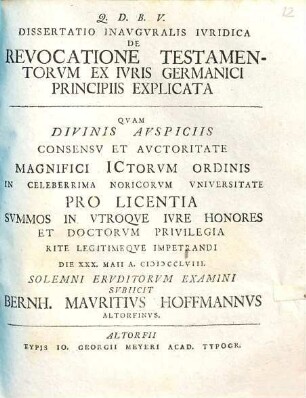 Q. D. B. V.
22
DISSERTATIO INAVGVRALIS IVRIDICA
DE
REVOCATIONE TESTAMEN-
TORVM EX IVRIS GERMANICI
PRINCIPIIS EXPLICATA
QVAM
DIVINIS AVSPICIIS
CONSENSV ET AVCTORITATE
MAGNIFICI ICTORVM ORDINIS
IN CELEBERRIMA NORICORVM VNIVERSITATE
PRO LICENTIA
SVMMOS IN VTROQVE IVRE HONORES
ET DOCTORVM PRIVILEGIA
RITE LEGITIMEQVE IMPETRANDI
DIE XXX. MAII A. CIƆIƆCCLVIII.
SOLEMNI ERVDITORVM EXAMINI
SVBIICIT
BERNH. MAVRITIVS HOFFMANNVS
ALTORFINVS.
ALTORFII
TYPIS IO. GEORGII MEYERI ACAD. TYPOGR.